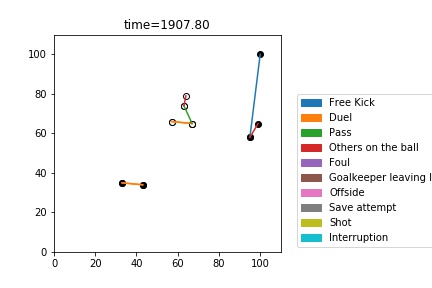 time=1907.80
100
80
60
40
20
0
0 20 40 60 80 100
Free Kick
Duel
Pass
Others on the ball
Foul
Goalkeeper leaving l
Offside
Save attempt
Shot
Interruption